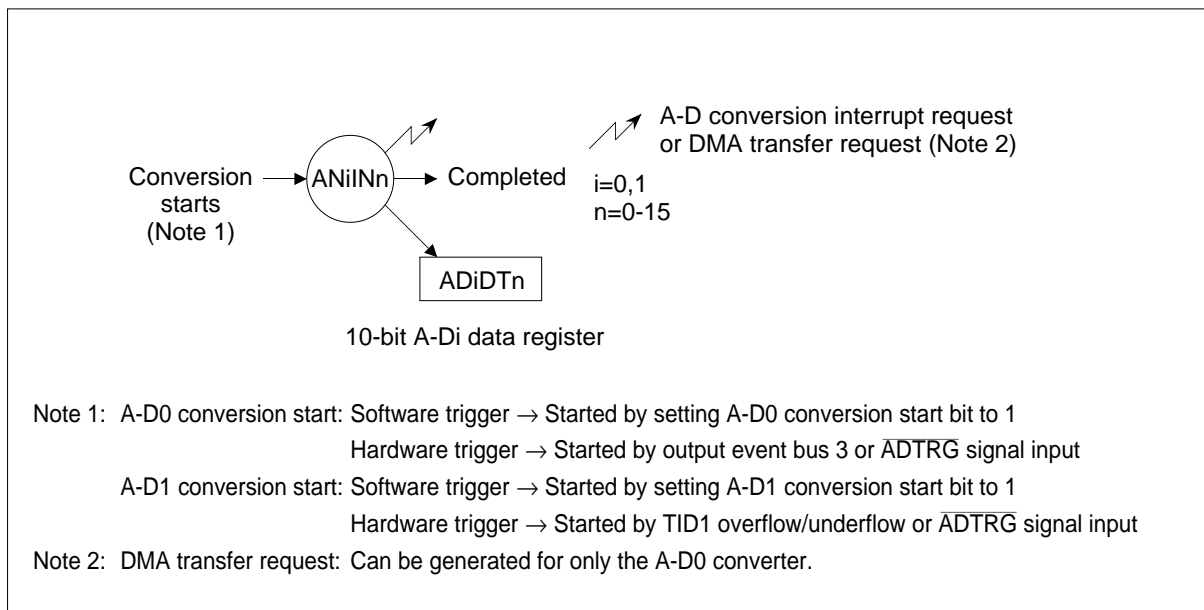 A-D conversion interrupt request
or DMA transfer request (Note 2)
Conversion
starts
(Note 1)
ANiINn
Completed
i=0,1
n=0-15
ADiDTn
10-bit A-Di data register
Note 1: A-D0 conversion start: Software trigger → Started by setting A-D0 conversion start bit to 1
Hardware trigger → Started by output event bus 3 or A̅D̅T̅R̅G̅ signal input
A-D1 conversion start: Software trigger → Started by setting A-D1 conversion start bit to 1
Hardware trigger → Started by TID1 overflow/underflow or A̅D̅T̅R̅G̅ signal input
Note 2: DMA transfer request: Can be generated for only the A-D0 converter.